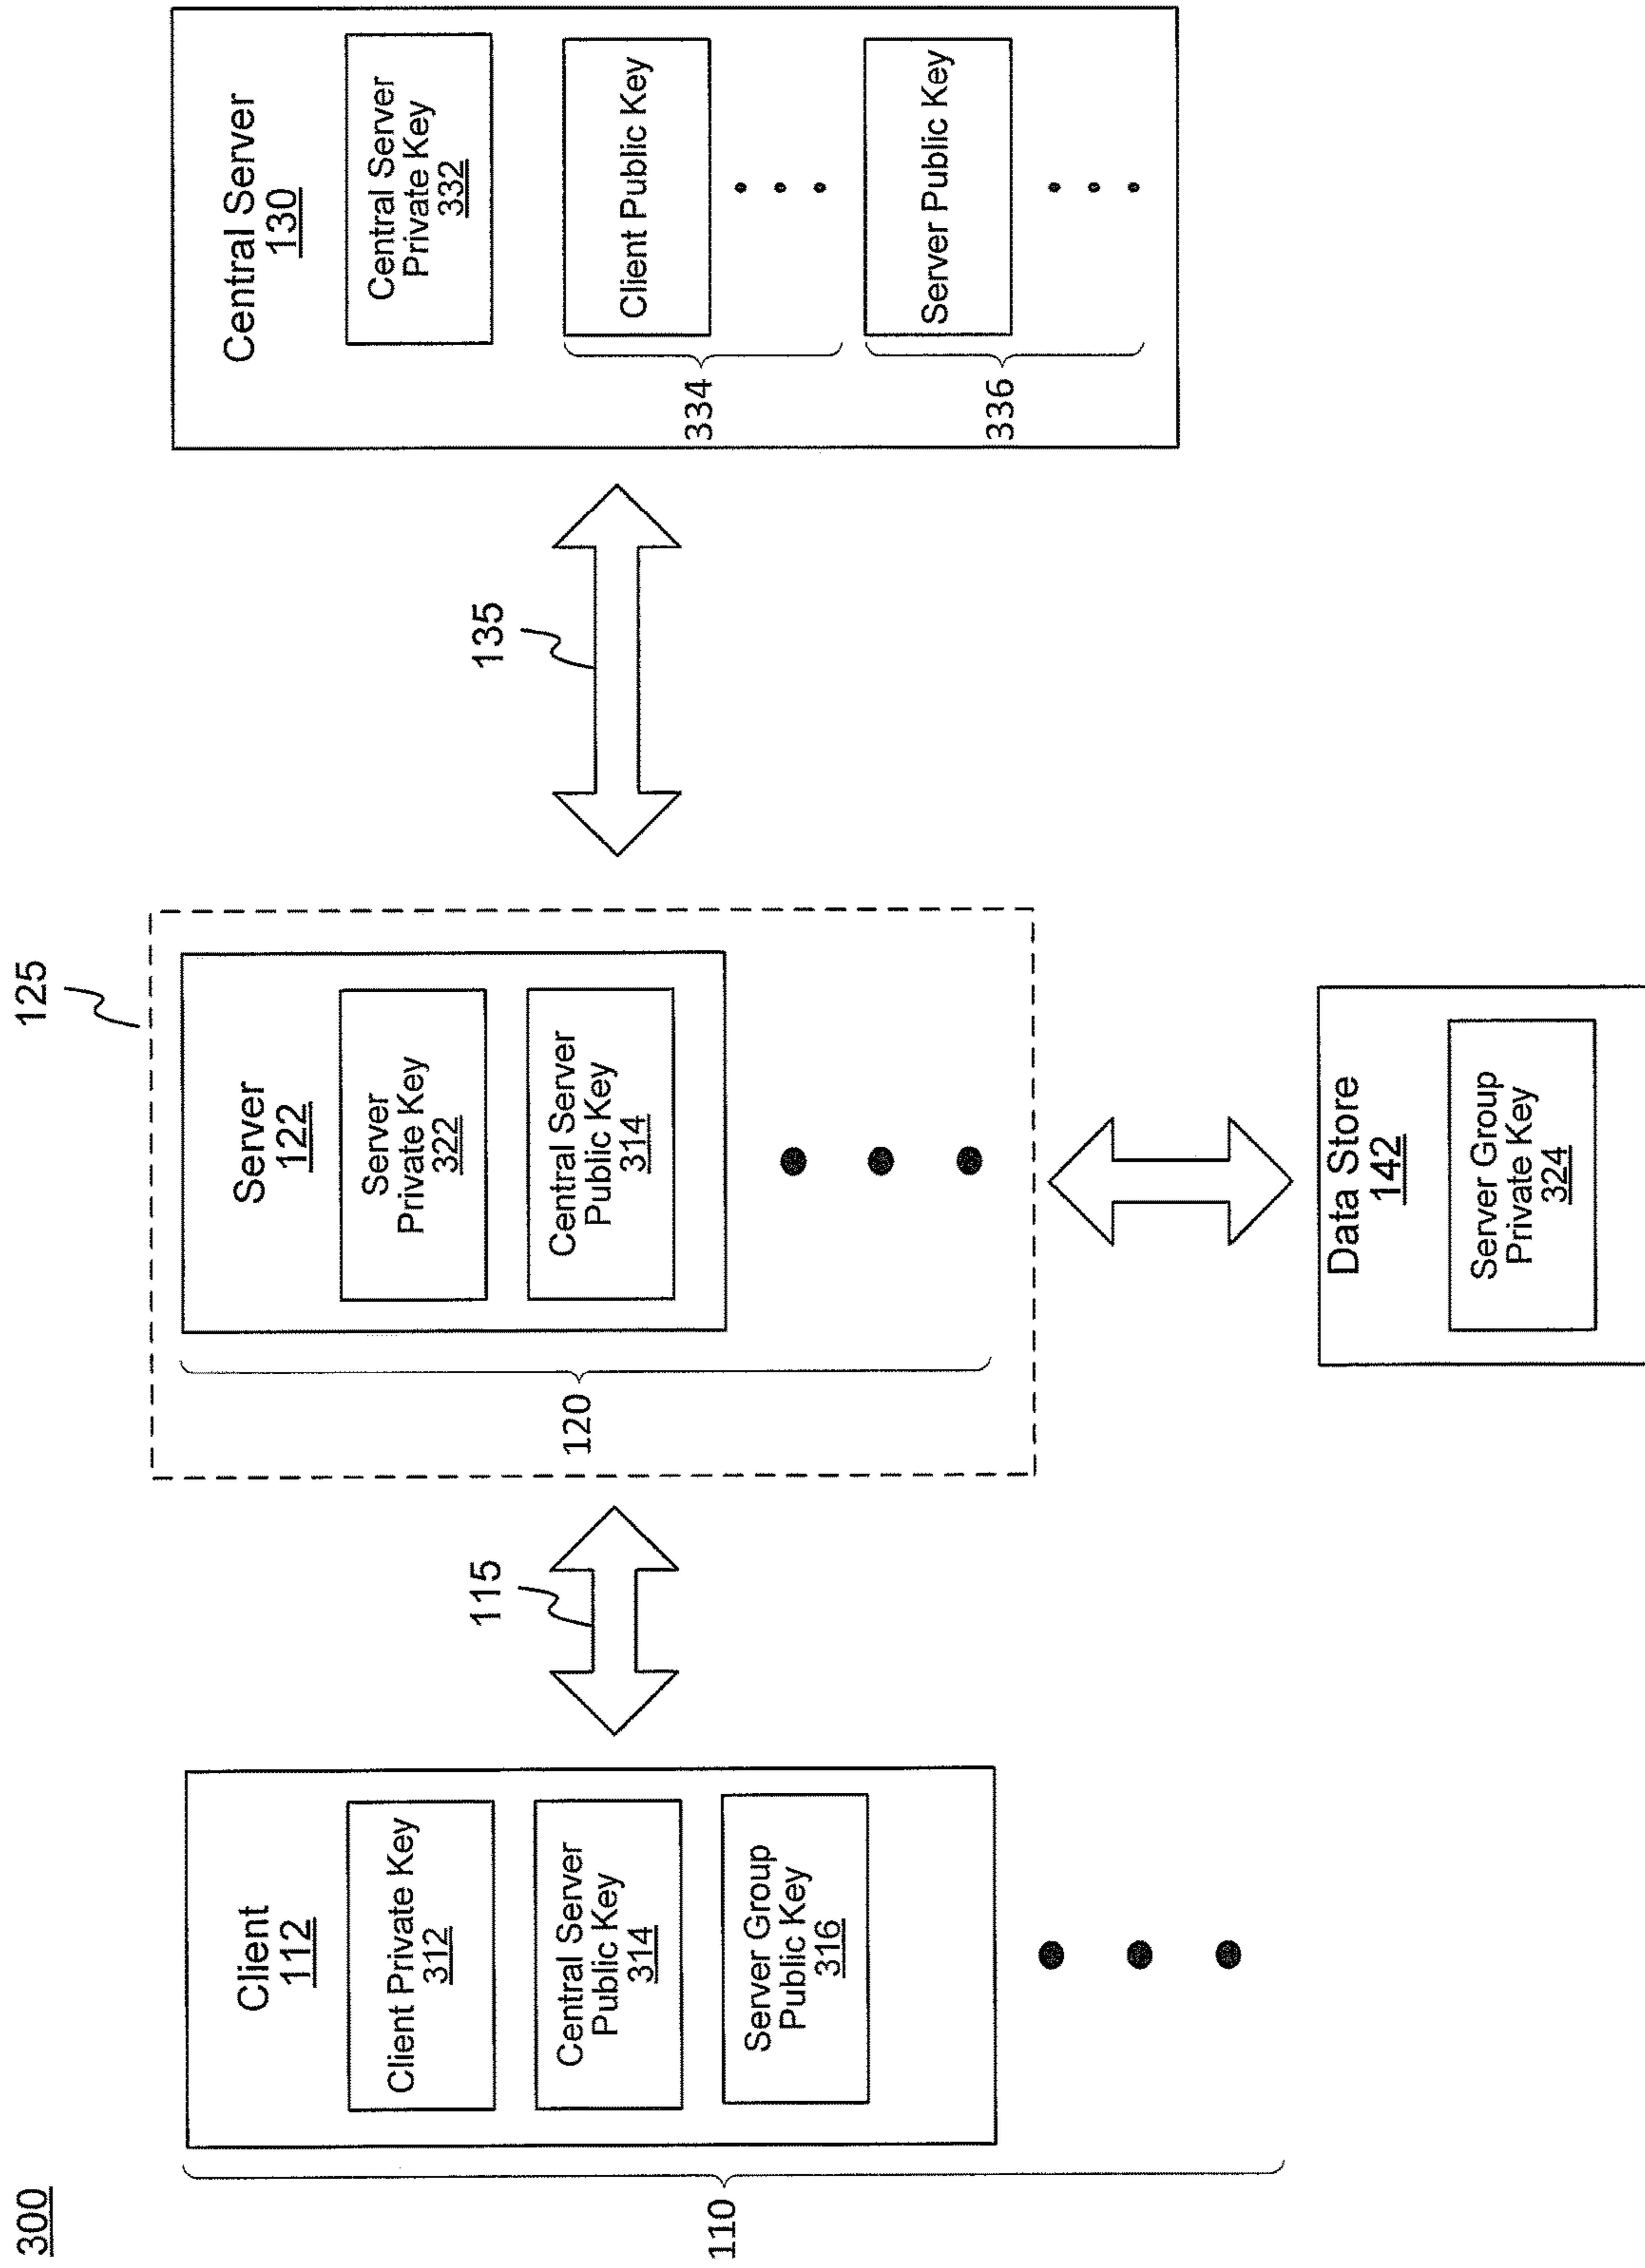 300
110
Client
112
Client Private Key
312
Central Server
Public Key
314
Server Group
Public Key
316
115
125
120
Server
122
Server
Private Key
322
Central Server
Public Key
314
Data Store
142
Server Group
Private Key
324
135
Central Server
130
Central Server
Private Key
332
334
Client Public Key
336
Server Public Key